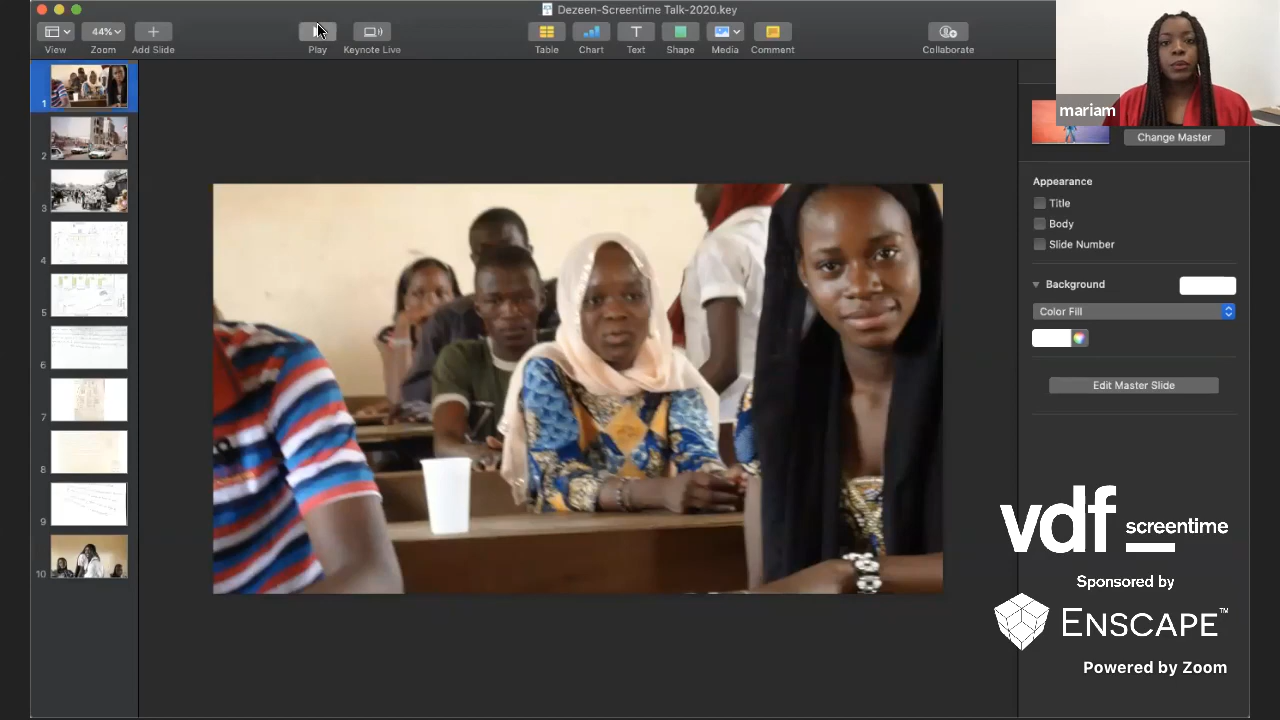 Dezeen-Screentime Talk-2020.key
44%
View
Zoom
Add Slide
Play
Keynote Live
Table
Chart
Text
Shape
Media
Comment
Collaborate
mariam
Change Master
Appearance
Title
Body
Slide Number
Background
Color Fill
Edit Master Slide
1
2
3
4
5
6
7
8
9
10
vdf screentime
Sponsored by
ENSCAPE™
Powered by Zoom